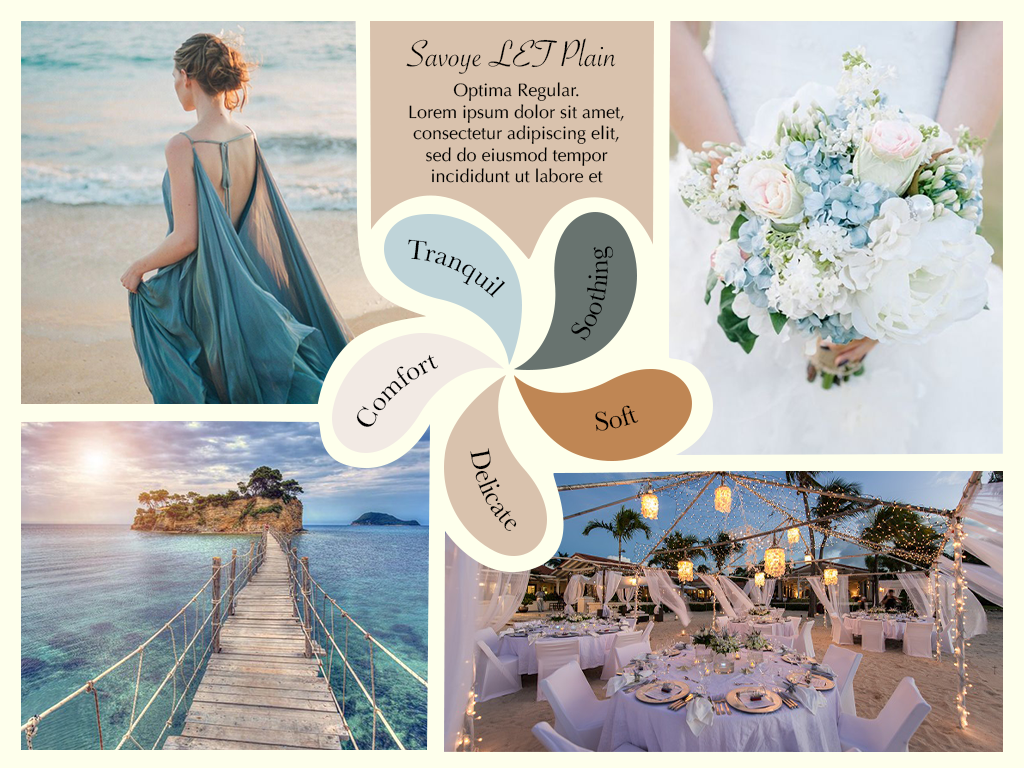 Savoye LET Plain
Optima Regular.
Lorem ipsum dolor sit amet,
consectetur adipiscing elit,
sed do eiusmod tempor
incididunt ut labore et
Tranquil
Soothing
Comfort
Soft
Delicate